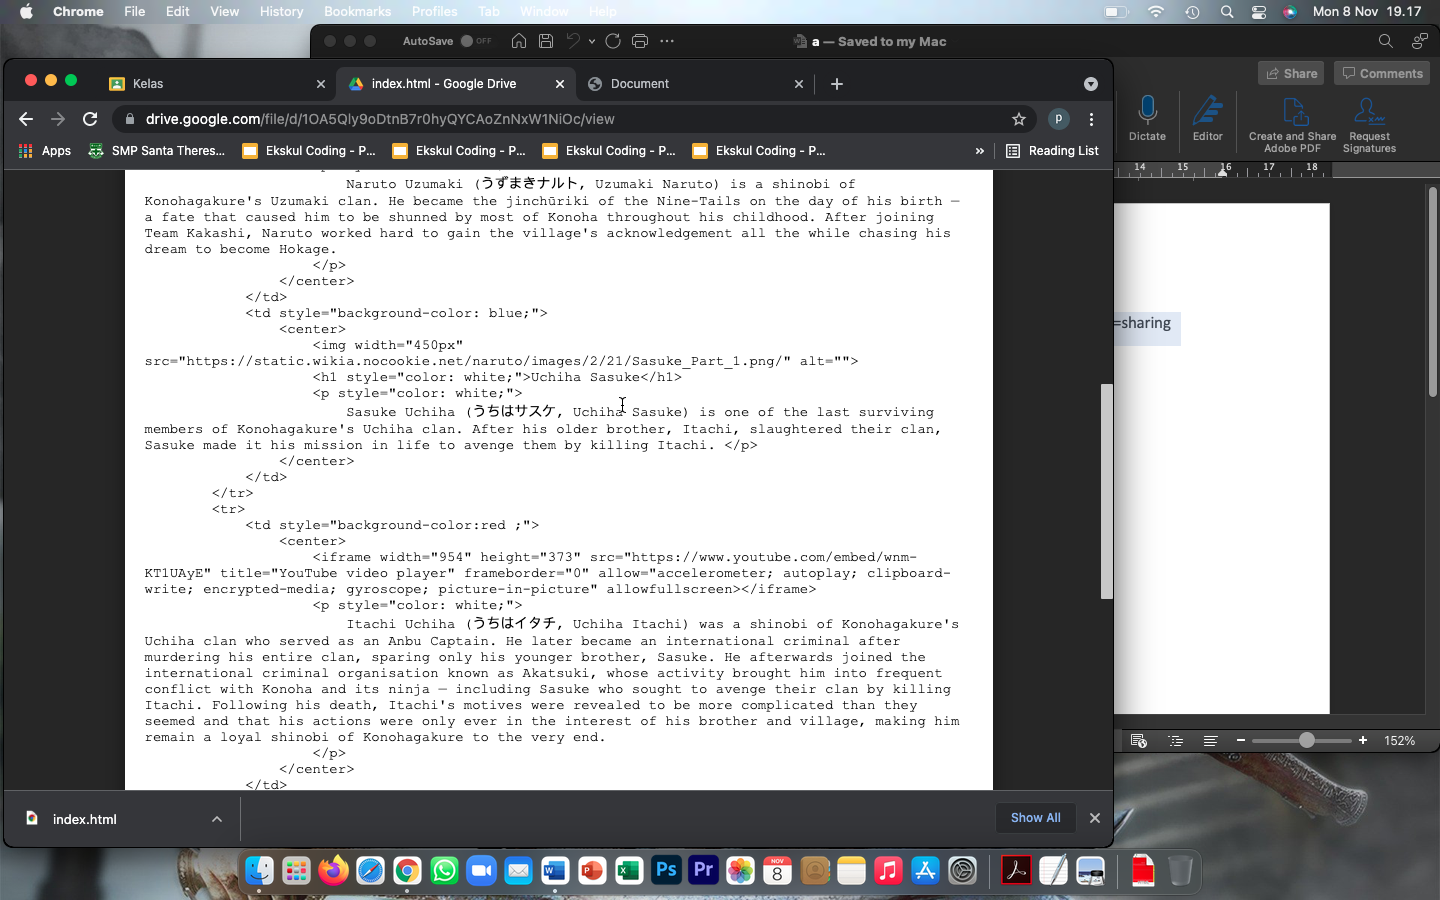 Chrome File Edit View History Bookmarks Profiles Tab Window Help Mon 8 Nov 19.17
AutoSave OFF a — Saved to my Mac
Share Comments
Kelas index.html - Google Drive Document
drive.google.com/file/d/1OA5Qly9oDtnB7r0hyQYCAoZnNxW1NiOc/view p
Dictate Editor Create and Share Adobe PDF Request Signatures
Apps SMP Santa Theres... Ekskul Coding - P... Ekskul Coding - P... Ekskul Coding - P... Ekskul Coding - P... » Reading List
14 15 16 17 18
Naruto Uzumaki (うずまきナルト, Uzumaki Naruto) is a shinobi of
Konohagakure's Uzumaki clan. He became the jinchūriki of the Nine-Tails on the day of his birth —
a fate that caused him to be shunned by most of Konoha throughout his childhood. After joining
Team Kakashi, Naruto worked hard to gain the village's acknowledgement all the while chasing his
dream to become Hokage.
</p>
</center>
</td>
<td style="background-color: blue;">
<center>
<img width="450px"
src="https://static.wikia.nocookie.net/naruto/images/2/21/Sasuke_Part_1.png/" alt="">
<h1 style="color: white;">Uchiha Sasuke</h1>
<p style="color: white;">
Sasuke Uchiha (うちはサスケ, Uchiha Sasuke) is one of the last surviving
members of Konohagakure's Uchiha clan. After his older brother, Itachi, slaughtered their clan,
Sasuke made it his mission in life to avenge them by killing Itachi. </p>
</center>
</td>
</tr>
<tr>
<td style="background-color:red ;">
<center>
<iframe width="954" height="373" src="https://www.youtube.com/embed/wnm-
KT1UAyE" title="YouTube video player" frameborder="0" allow="accelerometer; autoplay; clipboard-
write; encrypted-media; gyroscope; picture-in-picture" allowfullscreen></iframe>
<p style="color: white;">
Itachi Uchiha (うちはイタチ, Uchiha Itachi) was a shinobi of Konohagakure's
Uchiha clan who served as an Anbu Captain. He later became an international criminal after
murdering his entire clan, sparing only his younger brother, Sasuke. He afterwards joined the
international criminal organisation known as Akatsuki, whose activity brought him into frequent
conflict with Konoha and its ninja — including Sasuke who sought to avenge their clan by killing
Itachi. Following his death, Itachi's motives were revealed to be more complicated than they
seemed and that his actions were only ever in the interest of his brother and village, making him
remain a loyal shinobi of Konohagakure to the very end.
</p>
</center>
</td>
=sharing
152%
index.html Show All
Ps Pr NOV 8